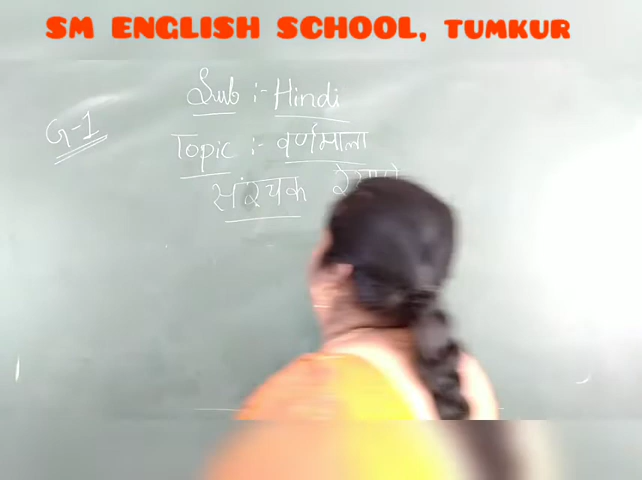 SM ENGLISH SCHOOL, TUMKUR
Sub :- Hindi
G-1
Topic :- वर्णमाला